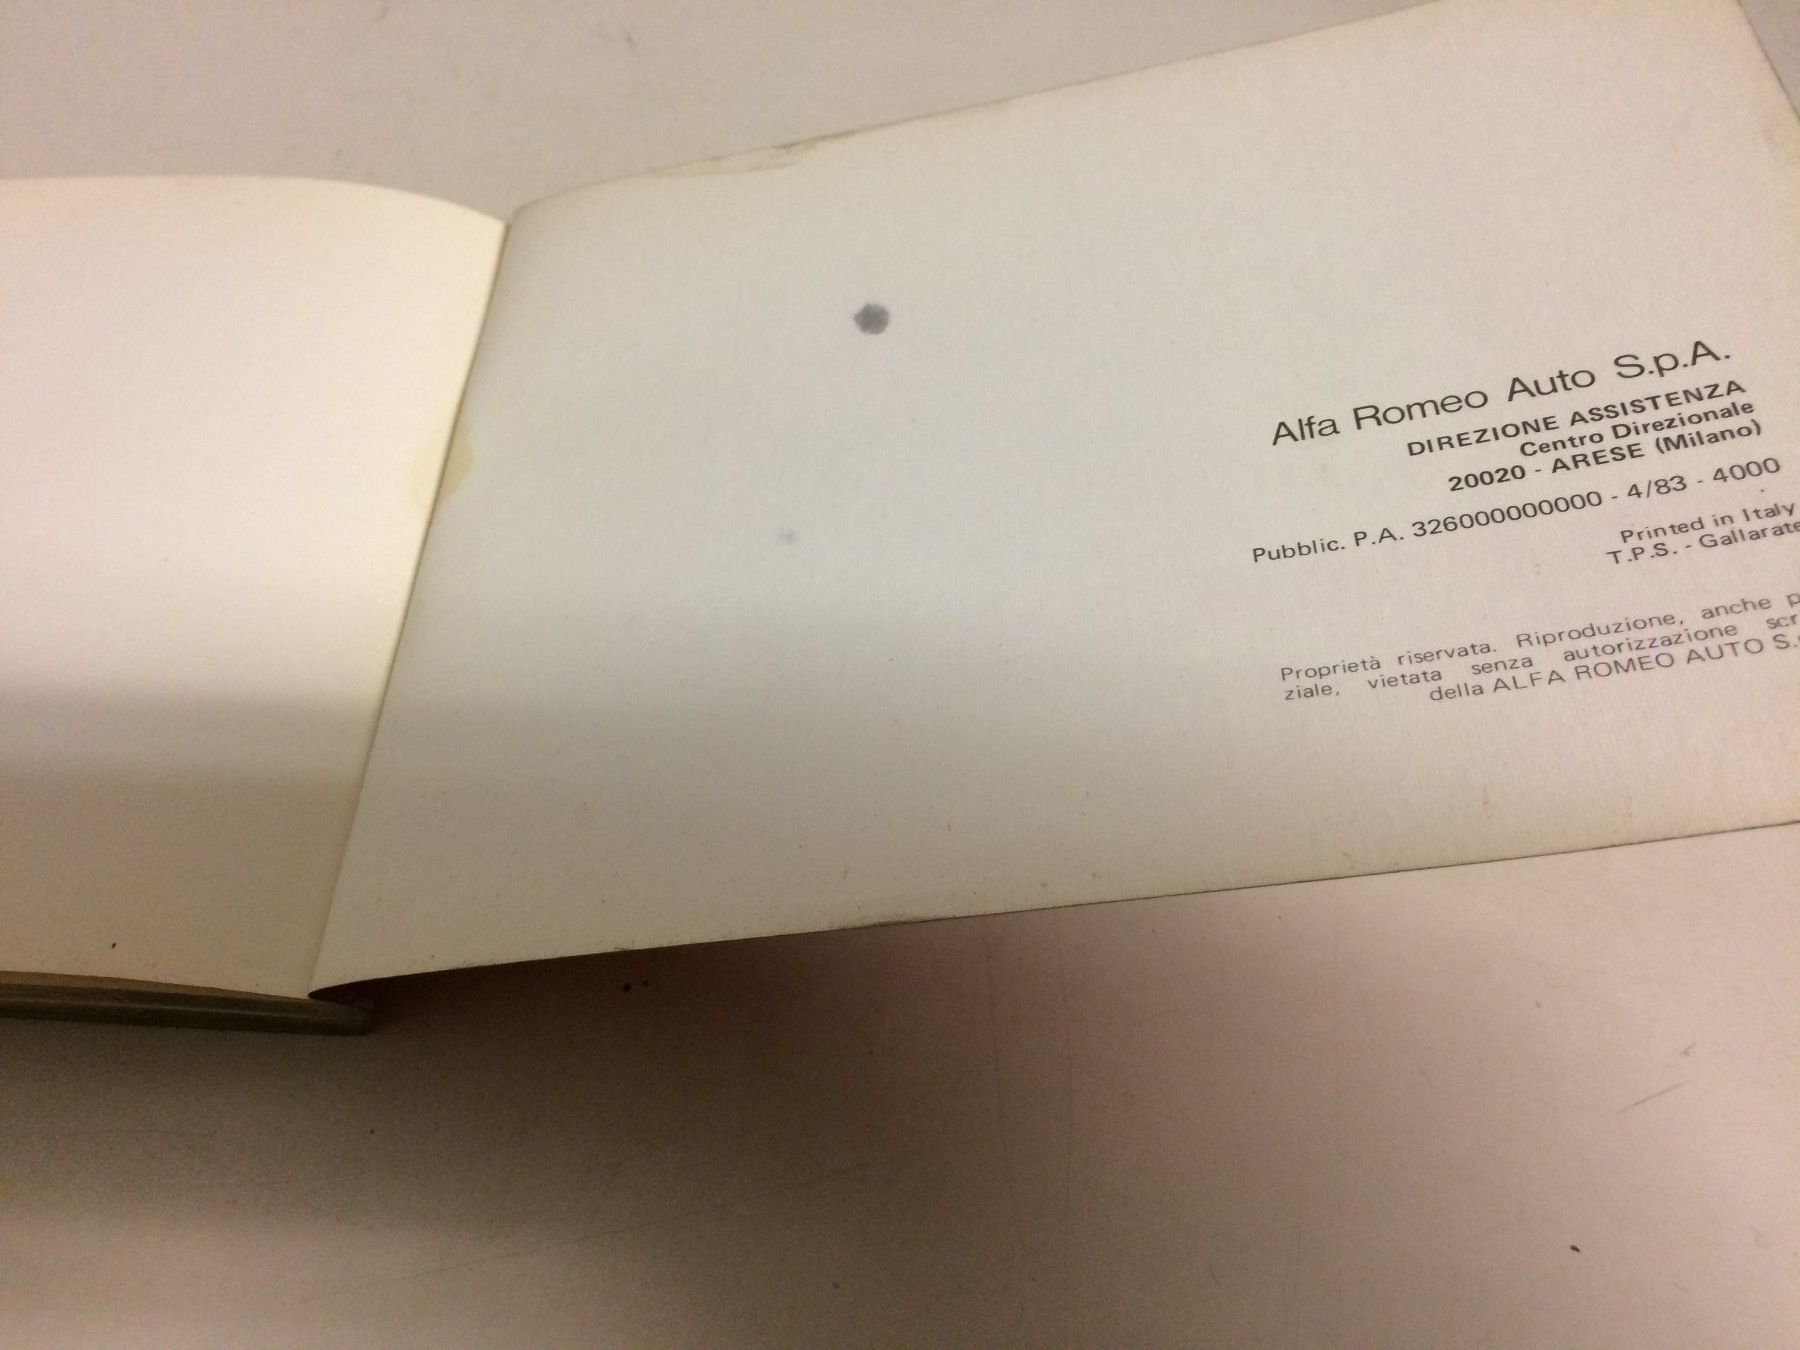 Alfa Romeo Auto S.p.A.
DIREZIONE ASSISTENZA
Centro Direzionale
20020 - ARESE (Milano)
Pubblic. P.A. 326000000000 - 4/83 - 4000
Printed in Italy
T.P.S. - Gallarate
Proprietà riservata. Riproduzione, anche
ziale, vietata senza autorizzazione
della ALFA ROMEO AUTO